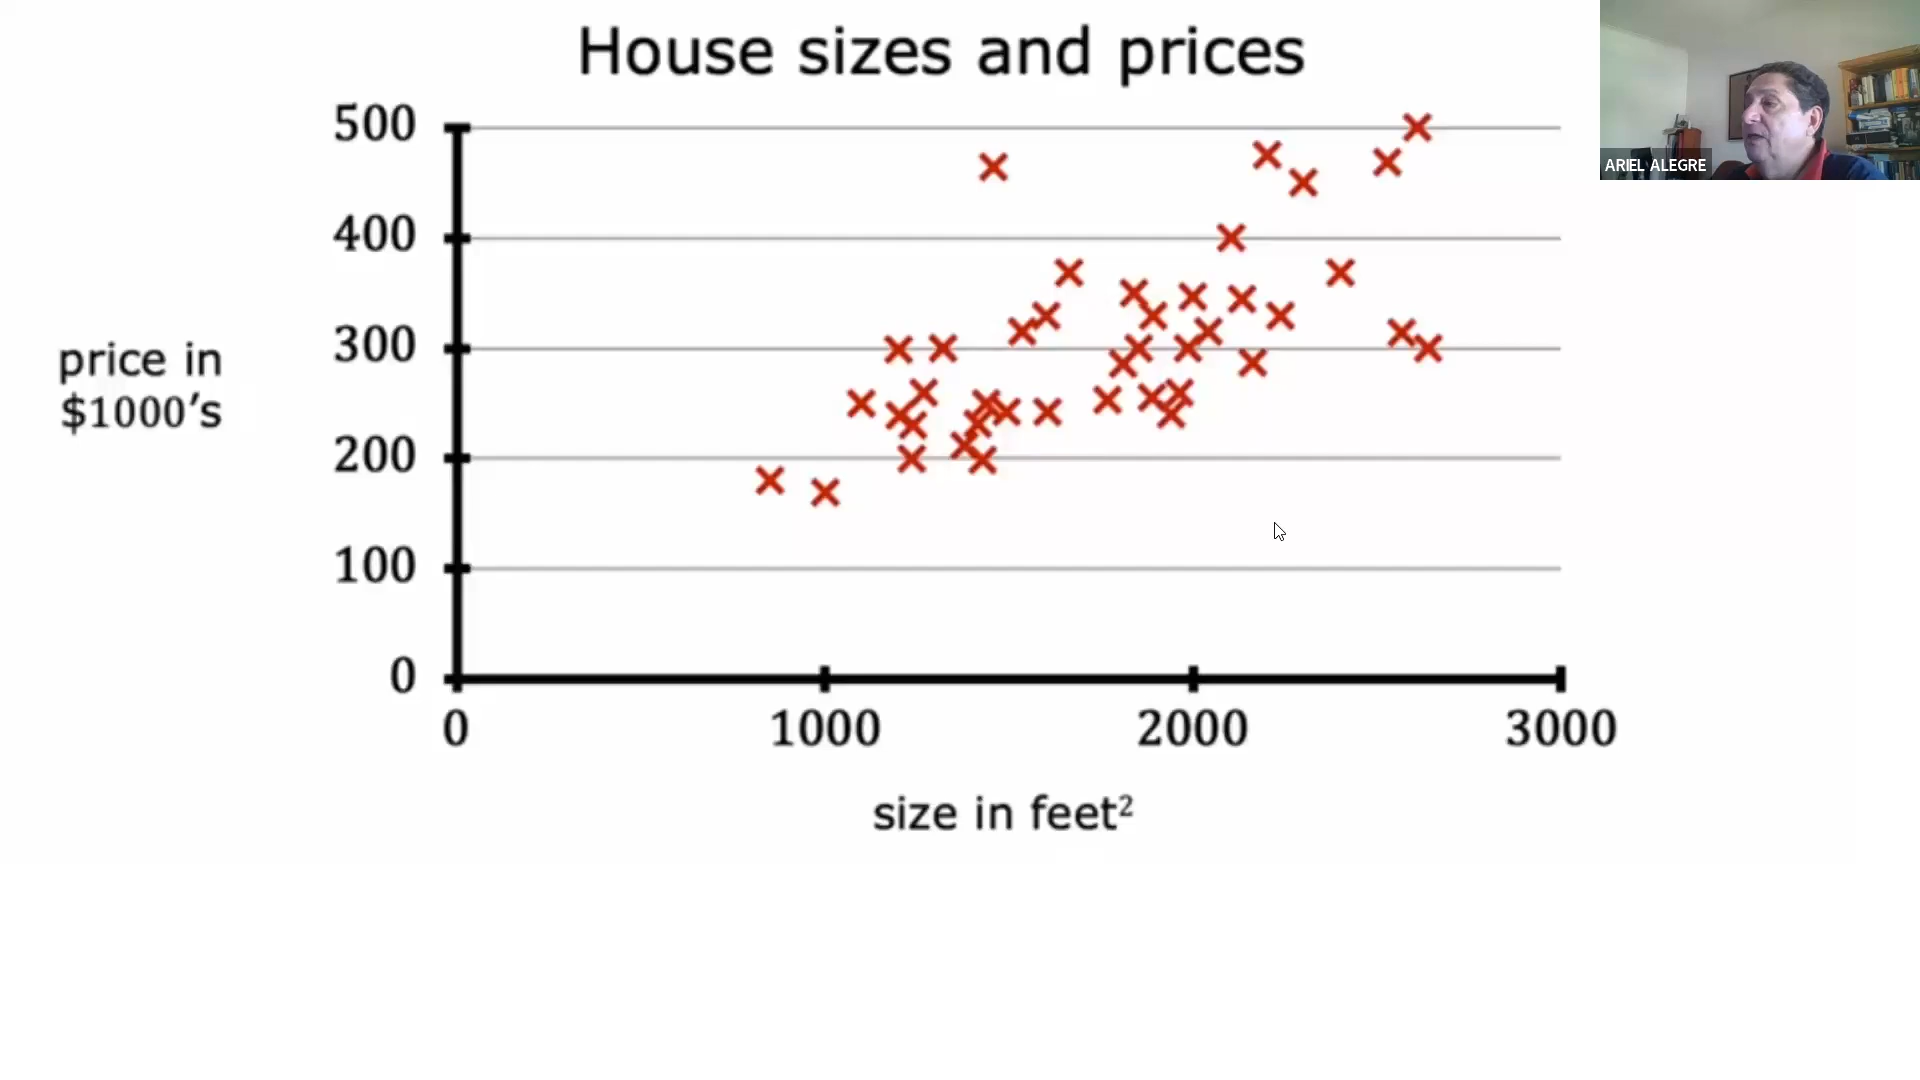 House sizes and prices
ARIEL ALEGRE
500
400
300
200
100
0
price in
$1000's
0 1000 2000 3000
size in feet²